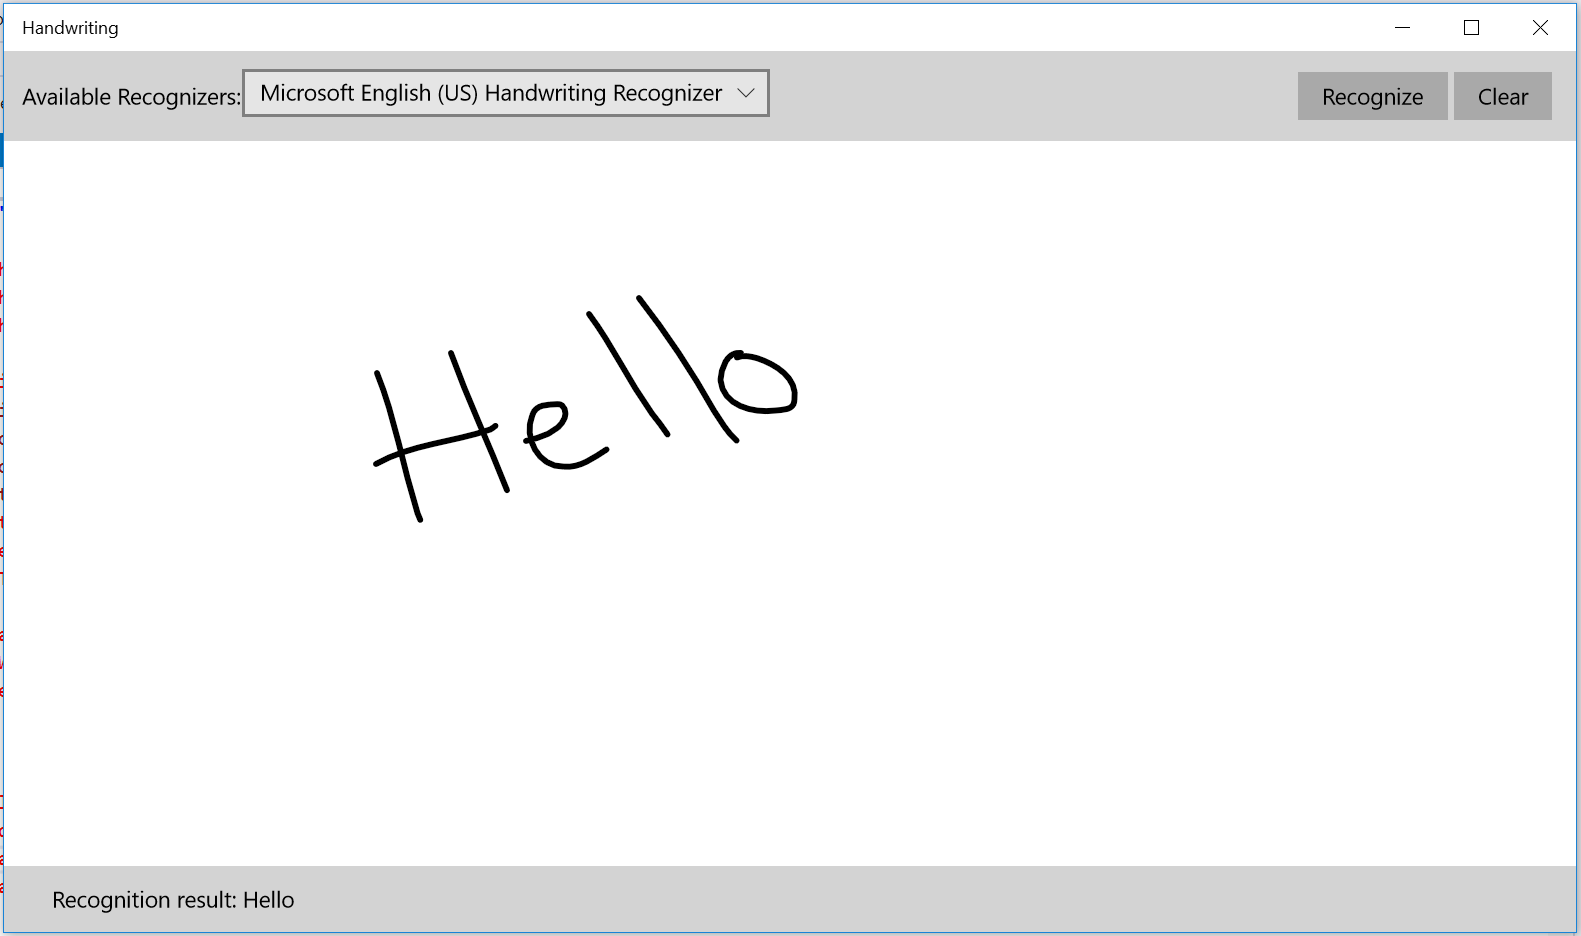 Handwriting
Available Recognizers: Microsoft English (US) Handwriting Recognizer Recognize Clear
Hello
Recognition result: Hello